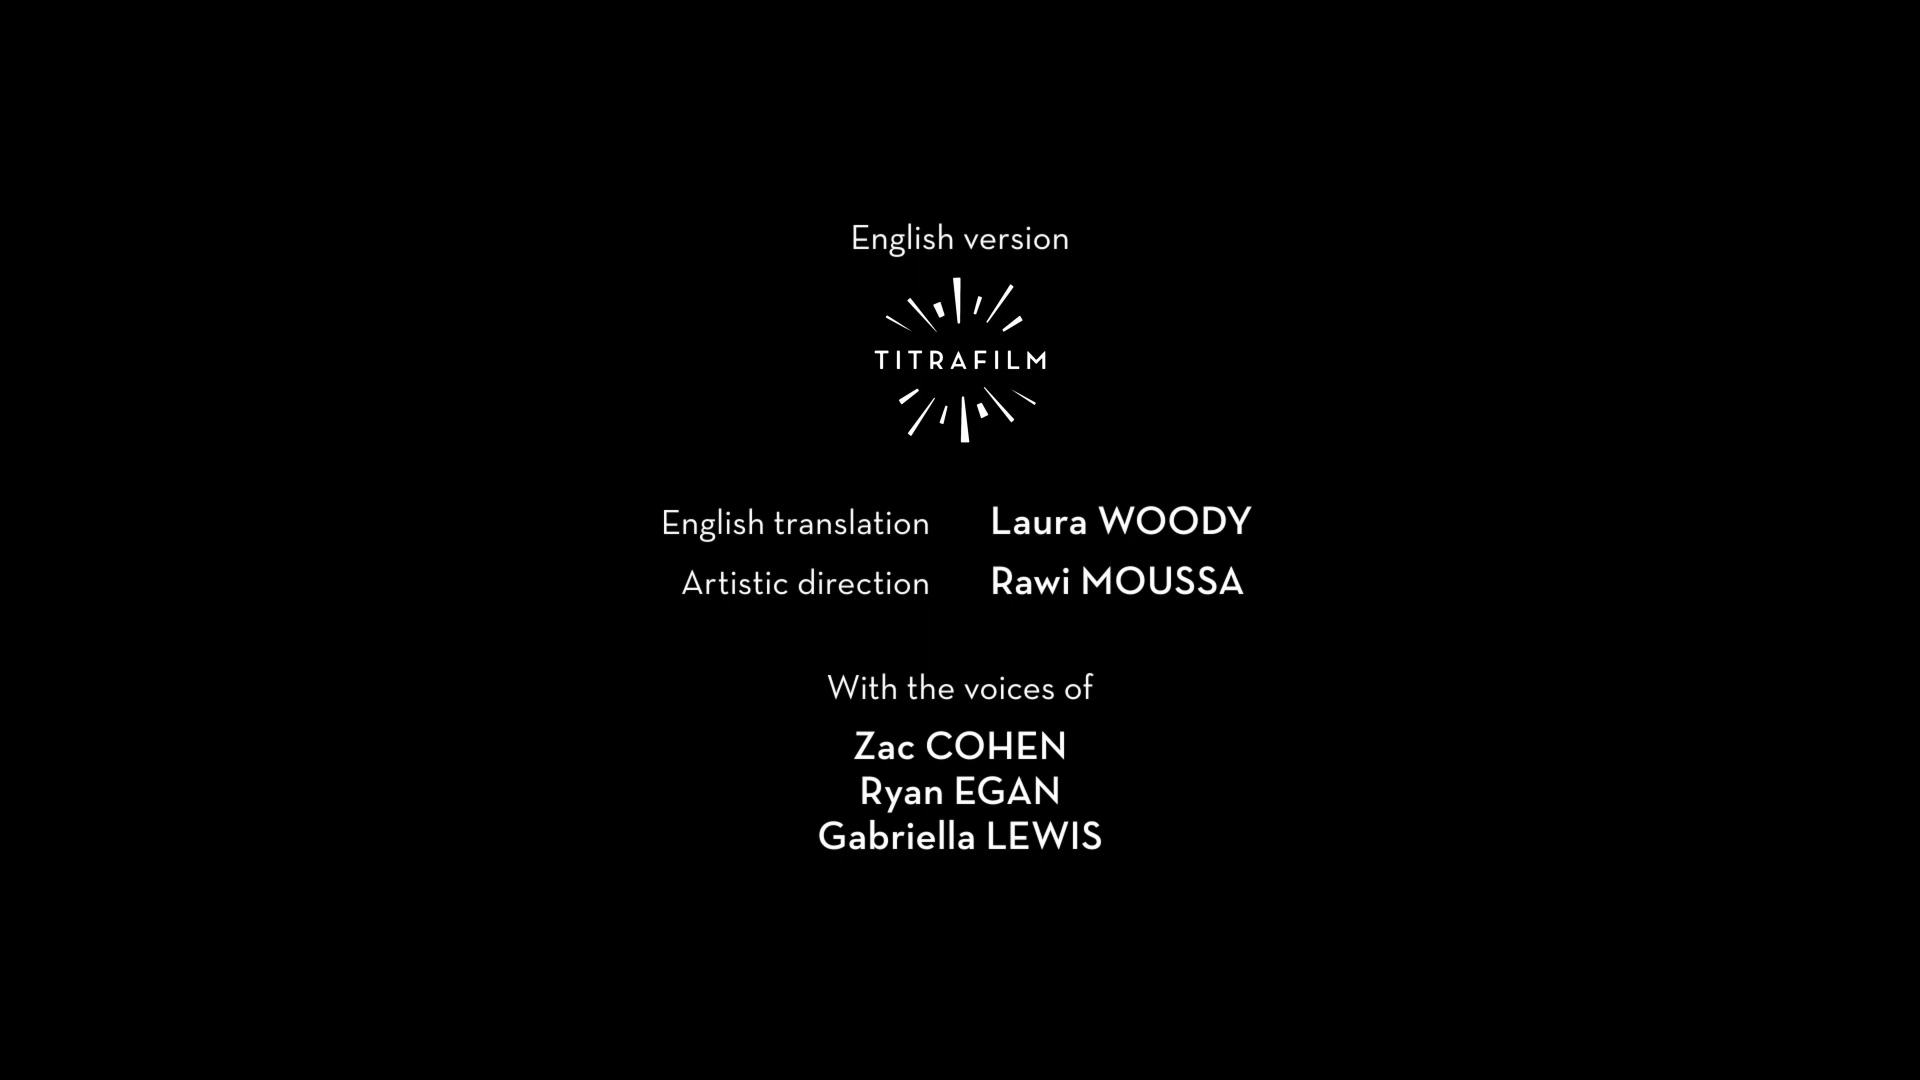 English version
TITRAFILM
English translation Laura WOODY
Artistic direction Rawi MOUSSA
With the voices of
Zac COHEN
Ryan EGAN
Gabriella LEWIS